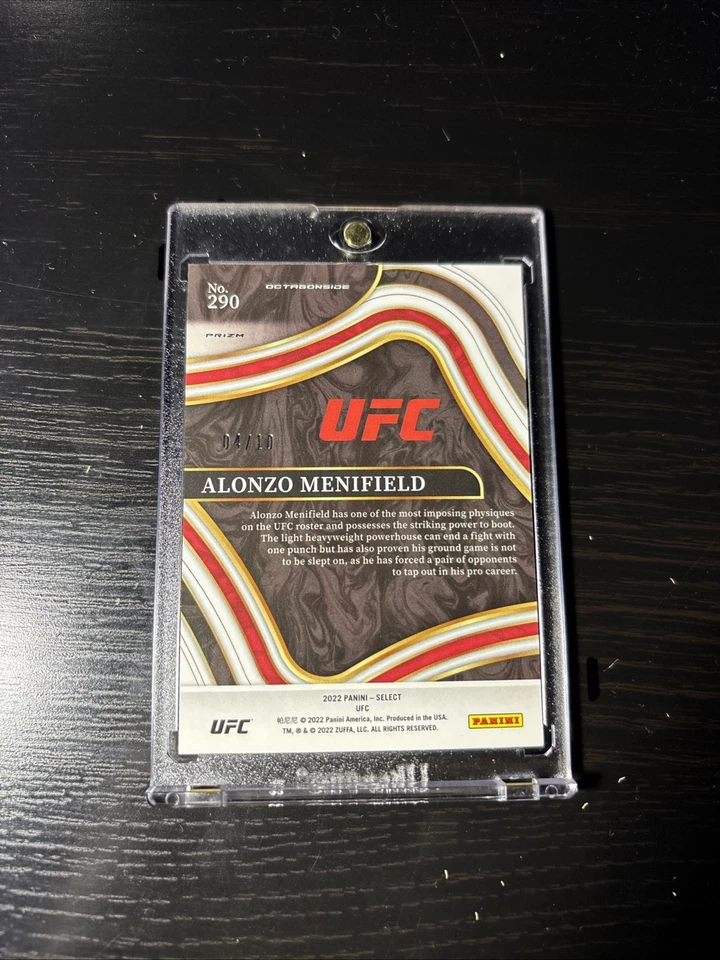 No.
290
OCTAGONSIDE
PRIZM
UFC
04/10
ALONZO MENIFIELD
Alonzo Menifield has one of the most imposing physiques
on the UFC roster and possesses the striking power to boot.
The light heavyweight powerhouse can end a fight with
one punch but has also proven his ground game is not
to be slept on, as he has forced a pair of opponents
to tap out in his pro career.
2022 PANINI – SELECT
UFC
UFC
帕尼尼 © 2022 Panini America, Inc. Produced in the USA.
TM, ® & © 2022 ZUFFA, LLC. ALL RIGHTS RESERVED.
PANINI